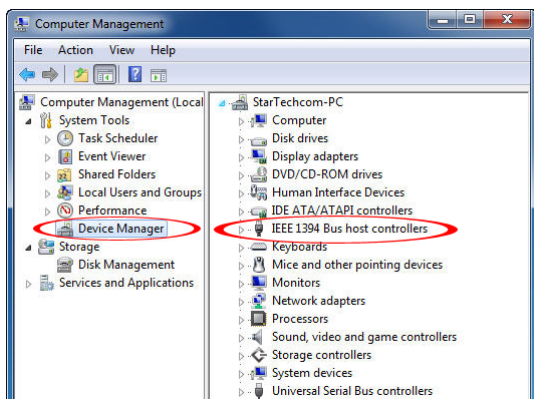 Computer Management
File Action View Help
Computer Management (Local
System Tools
Task Scheduler
Event Viewer
Shared Folders
Local Users and Groups
Performance
Device Manager
Storage
Disk Management
Services and Applications
StarTechcom-PC
Computer
Disk drives
Display adapters
DVD/CD-ROM drives
Human Interface Devices
IDE ATA/ATAPI controllers
IEEE 1394 Bus host controllers
Keyboards
Mice and other pointing devices
Monitors
Network adapters
Processors
Sound, video and game controllers
Storage controllers
System devices
Universal Serial Bus controllers